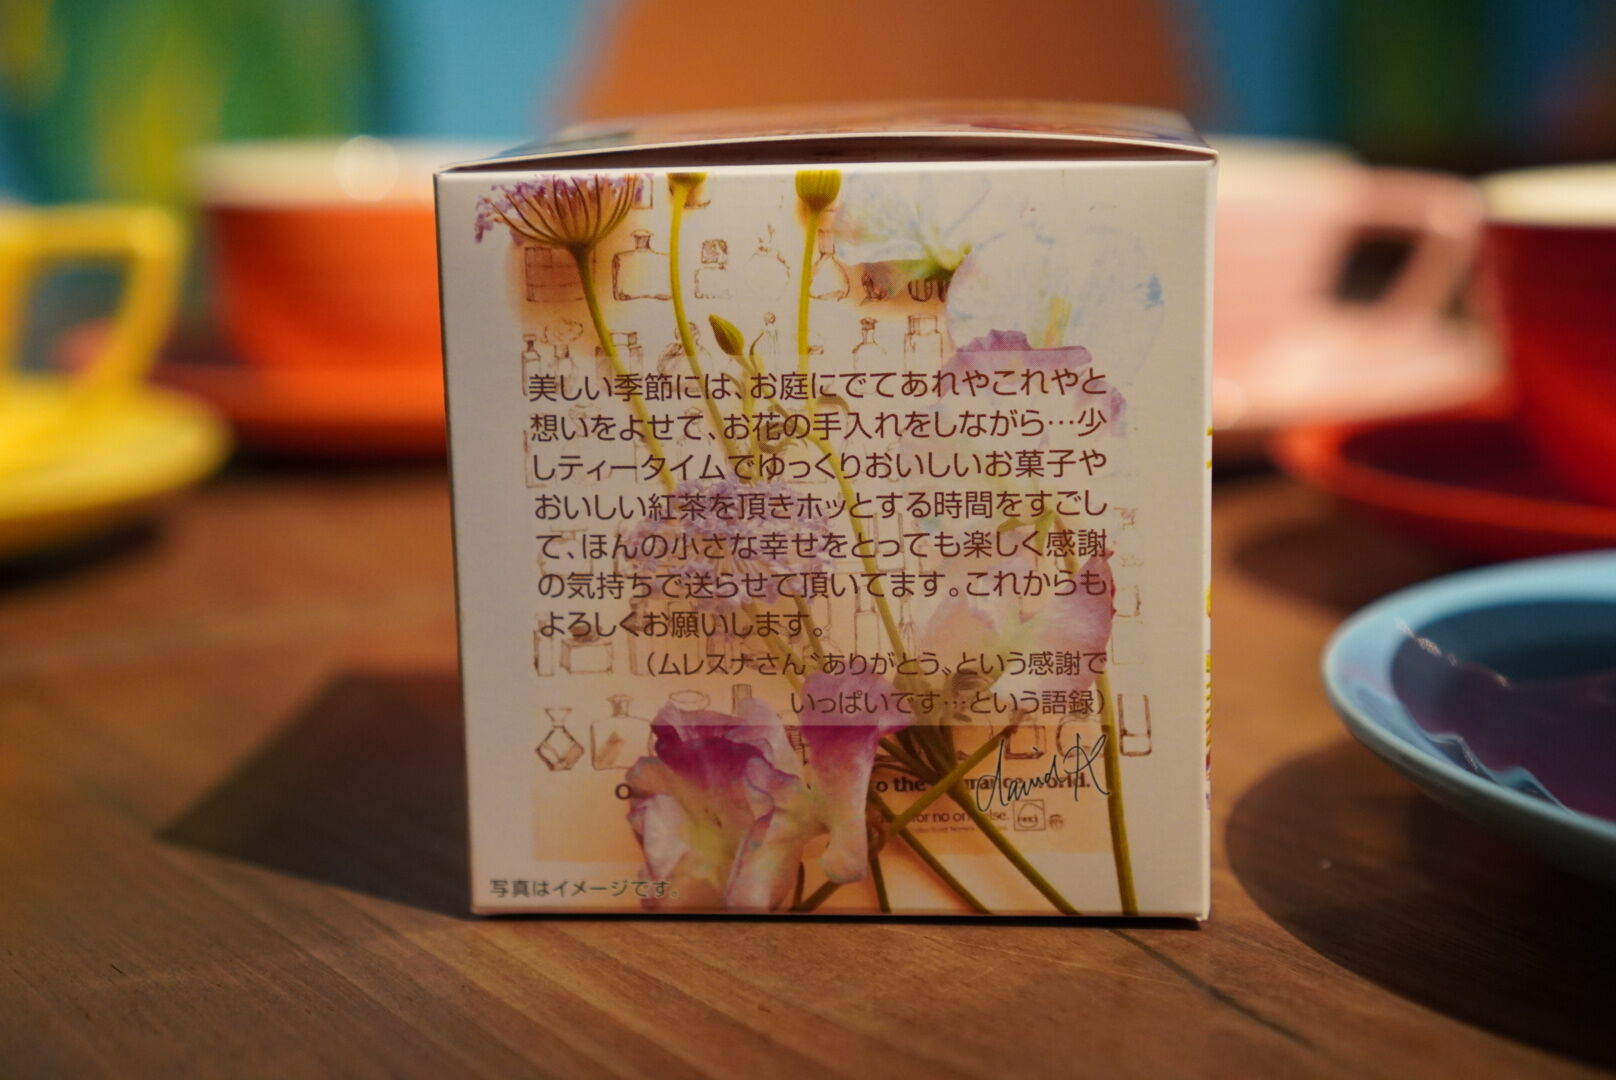 美しい季節には、お庭にでてあれやこれやと
想いをよせて、お花の手入れをしながら…少
しティータイムでゆっくりおいしいお菓子や
おいしい紅茶を頂きホッとする時間をすごし
て、ほんの小さな幸せをとっても楽しく感謝
の気持ちで送らせて頂いてます。これからも
よろしくお願いします。
(ムレスナさん〝ありがとう〟という感謝で
いっぱいです…という語録)
o the
for no one else.
写真はイメージです。